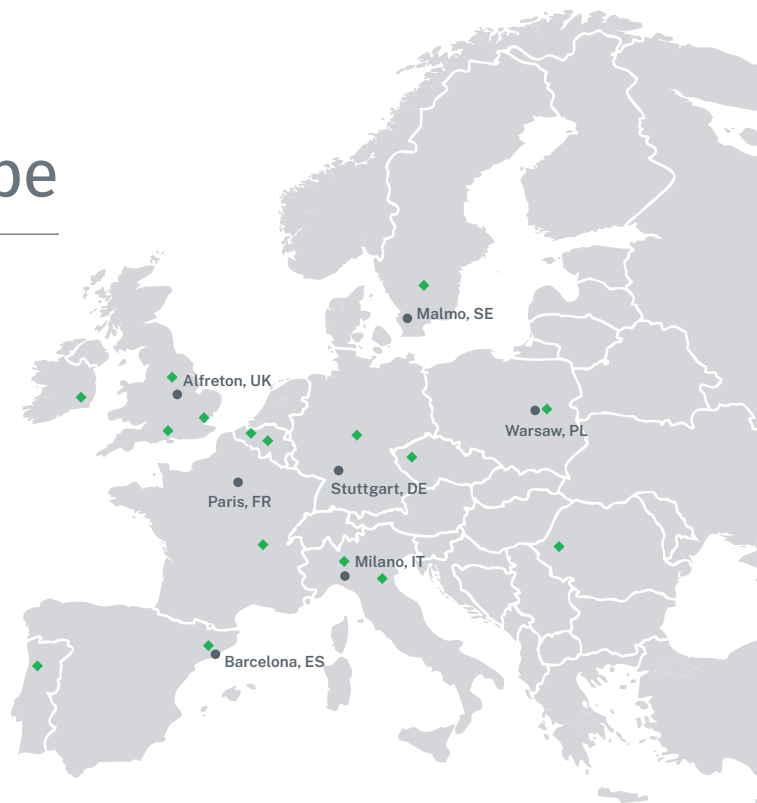 pe
Malmo, SE
Alfreton, UK
Warsaw, PL
Stuttgart, DE
Paris, FR
Milano, IT
Barcelona, ES